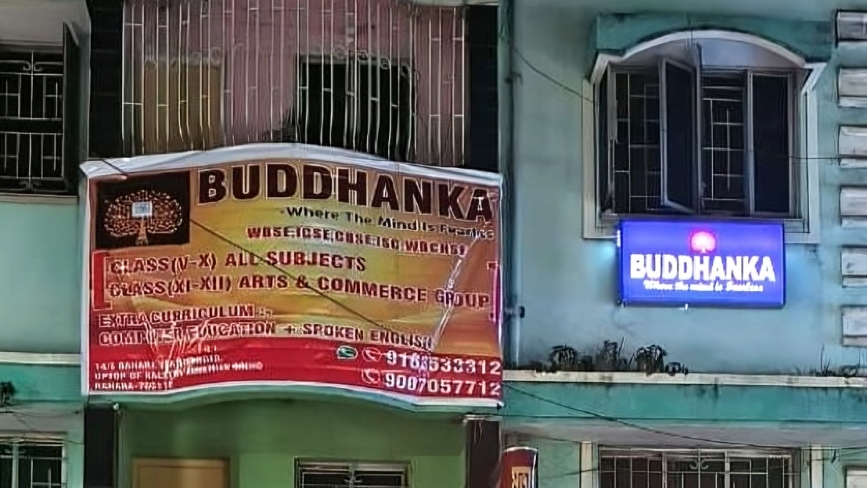 BUDDHANKA
-Where The Mind Is Fearless
WBSE,ICSE,CBSE,ISC,WBCHSE
CLASS(V-X) ALL SUBJECTS
CLASS(XI-XII) ARTS & COMMERCE GROUP
EXTRA CURRICULUM :-
COMPUTER EDUCATION + SPOKEN ENGLISH
9007057712
BUDDHANKA
Where the mind is Fearless